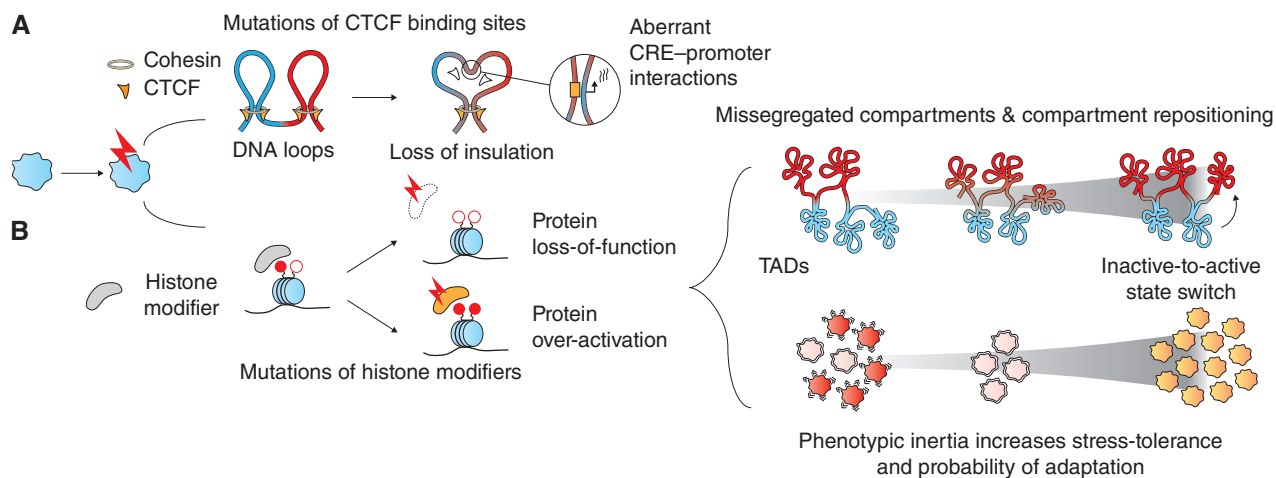 A
Mutations of CTCF binding sites
Cohesin
CTCF
Aberrant
CRE–promoter
interactions
DNA loops
Loss of insulation
B
Histone
modifier
Protein
loss-of-function
Protein
over-activation
Mutations of histone modifiers
Missegregated compartments & compartment repositioning
TADs
Inactive-to-active
state switch
Phenotypic inertia increases stress-tolerance
and probability of adaptation